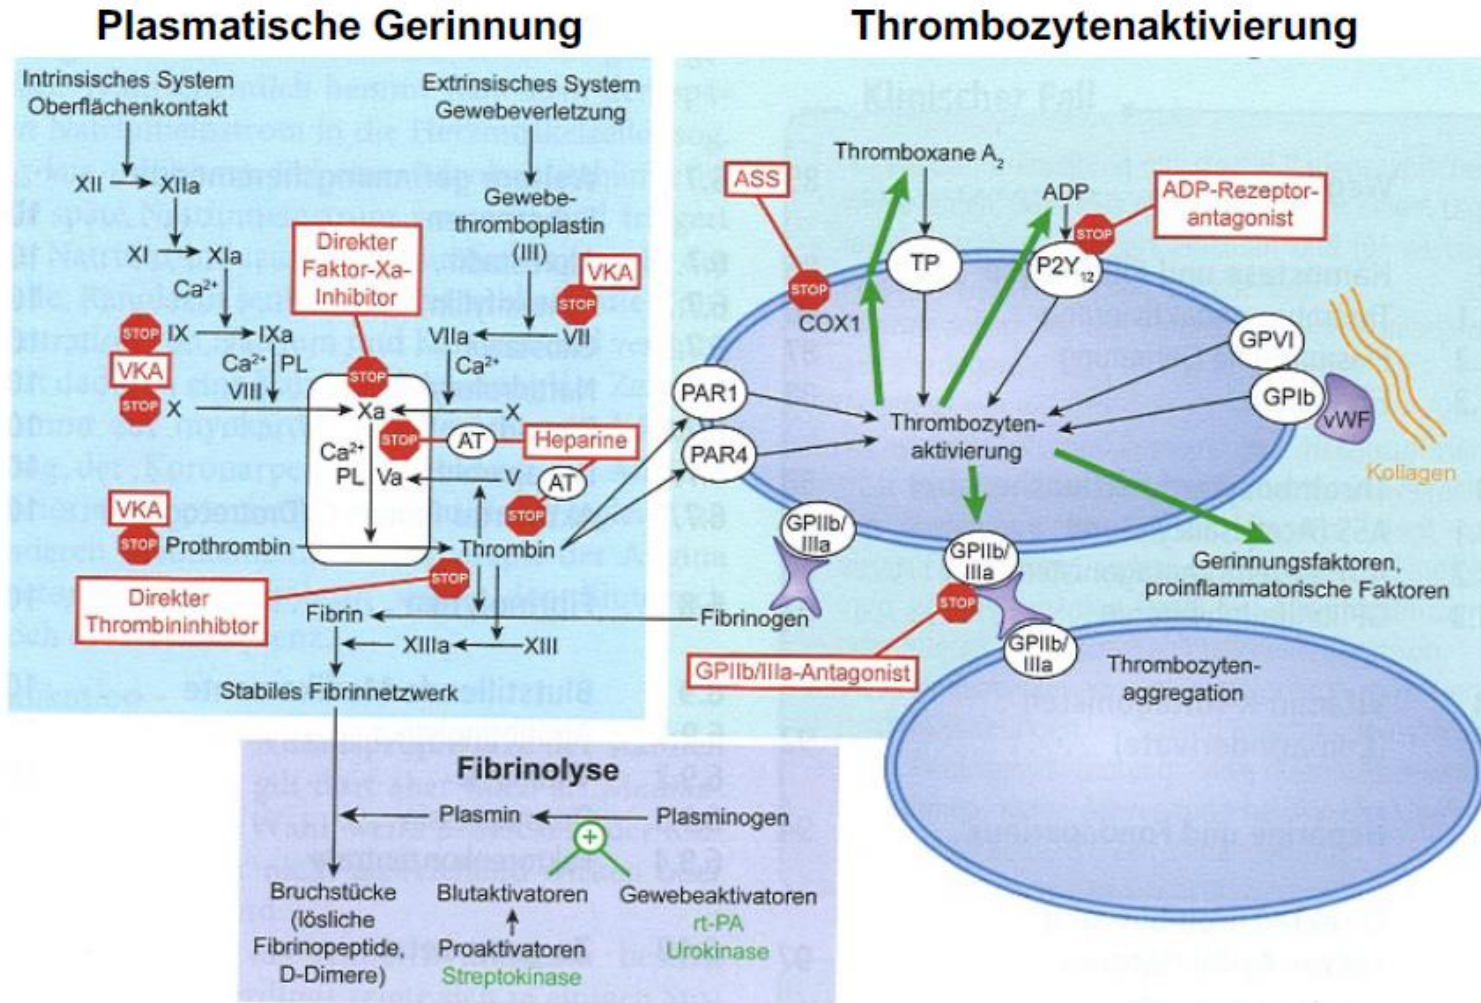 Plasmatische Gerinnung
Intrinsisches System
Oberflächenkontakt
Extrinsisches System
Gewebeverletzung
XII
XIIa
Gewebe-
thromboplastin
(III)
XI
XIa
Direkter
Faktor-Xa-
Inhibitor
VKA
Ca²⁺
STOP
STOP
IX
IXa
VIIa
VII
VKA
Ca²⁺
PL
STOP
Ca²⁺
STOP
VIII
X
Xa
X
STOP
AT
Heparine
Ca²⁺
PL
Va
V
AT
VKA
STOP
STOP
Prothrombin
Thrombin
STOP
Direkter
Thrombininhibtor
Fibrin
Fibrinogen
XIIIa
XIII
Stabiles Fibrinnetzwerk
Thrombozytenaktivierung
Klinischer Fall
Thromboxane A₂
ASS
ADP
ADP-Rezeptor-
antagonist
STOP
TP
P2Y₁₂
STOP
COX1
GPVI
PAR1
GPIb
vWF
Thrombozyten-
aktivierung
PAR4
Kollagen
GPIIb/
IIIa
GPIIb/
IIIa
Gerinnungsfaktoren,
proinflammatorische Faktoren
STOP
GPIIb/IIIa-Antagonist
GPIIb/
IIIa
Thrombozyten-
aggregation
Fibrinolyse
Plasmin
Plasminogen
+
Bruchstücke
(lösliche
Fibrinopeptide,
D-Dimere)
Blutaktivatoren
Proaktivatoren
Streptokinase
Gewebeaktivatoren
rt-PA
Urokinase